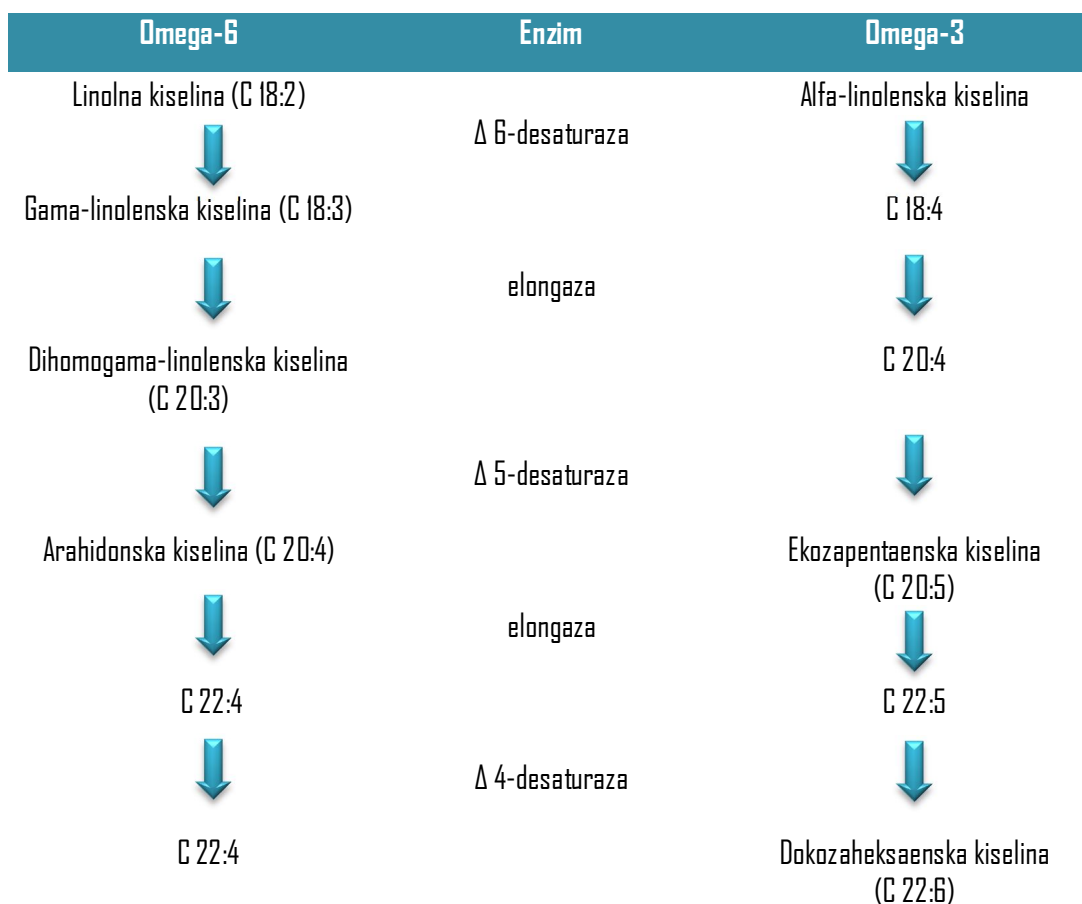 Omega-6 Enzim Omega-3
Linolna kiselina (C 18:2) Alfa-linolenska kiselina
Δ 6-desaturaza
Gama-linolenska kiselina (C 18:3) C 18:4
elongaza
Dihomogama-linolenska kiselina C 20:4
(C 20:3)
Δ 5-desaturaza
Arahidonska kiselina (C 20:4) Ekozapentaenska kiselina
(C 20:5)
elongaza
C 22:4 C 22:5
Δ 4-desaturaza
C 22:4 Dokozaheksaenska kiselina
(C 22:6)